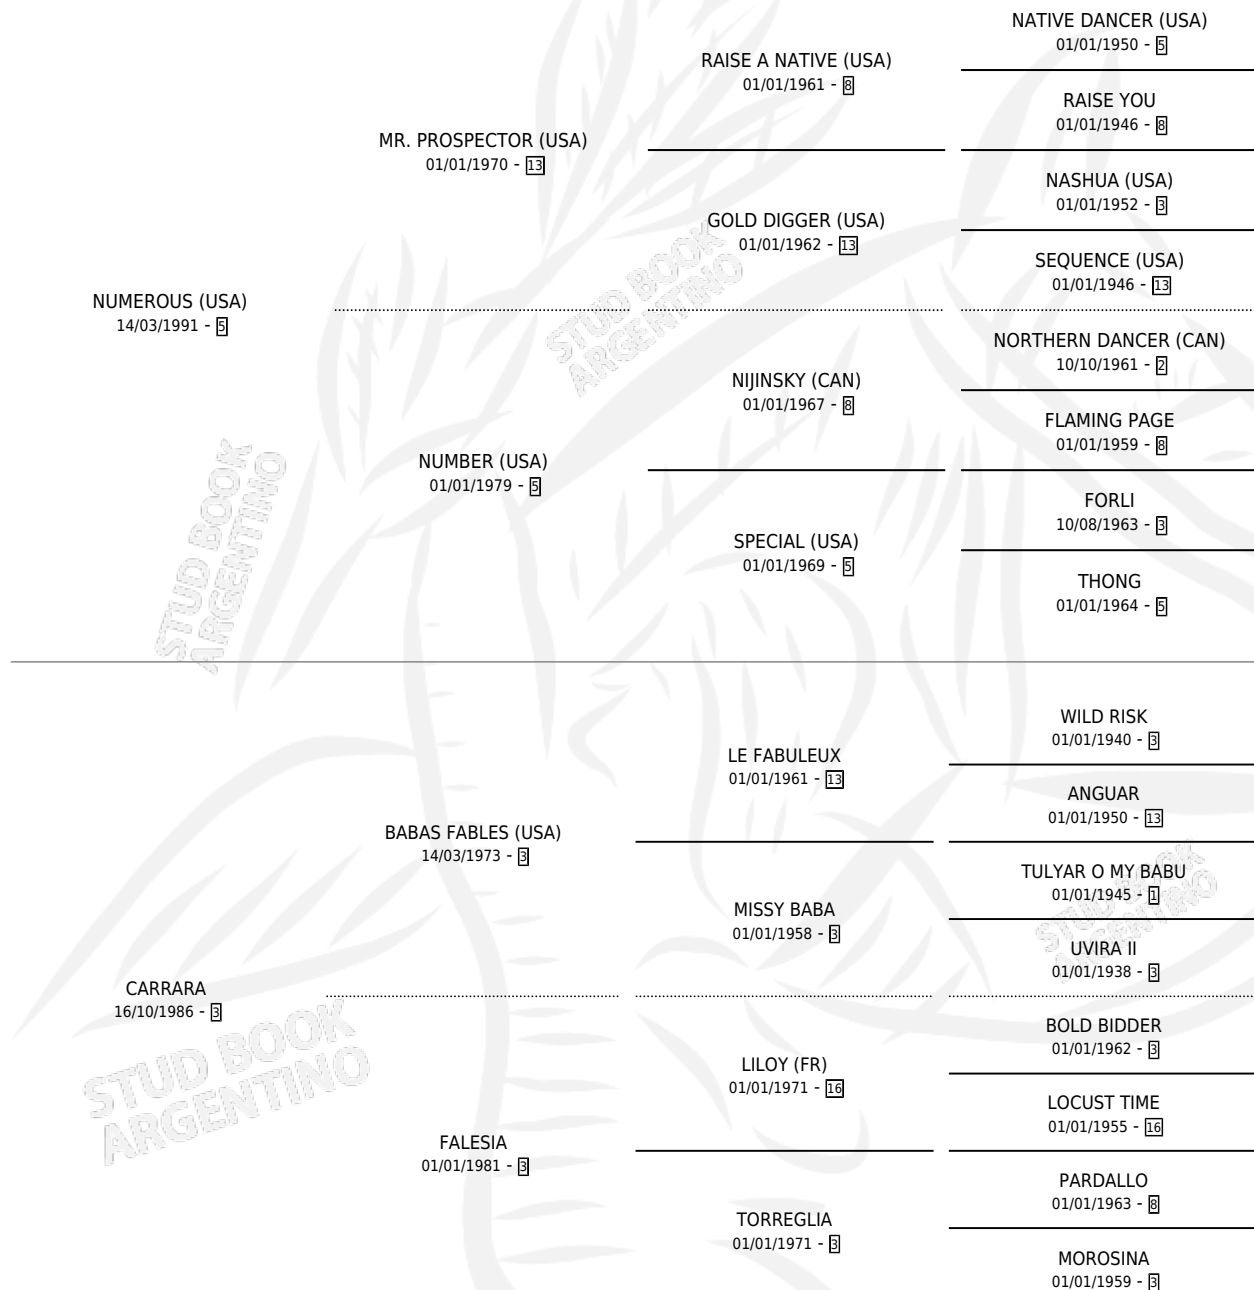 NATIVE DANCER (USA)
01/01/1950 - 5
RAISE A NATIVE (USA)
01/01/1961 - 8
RAISE YOU
01/01/1946 - 8
MR. PROSPECTOR (USA)
01/01/1970 - 13
NASHUA (USA)
01/01/1952 - 3
GOLD DIGGER (USA)
01/01/1962 - 13
SEQUENCE (USA)
01/01/1946 - 13
NUMEROUS (USA)
14/03/1991 - 5
STUD BOOK
ARGENTINO
NORTHERN DANCER (CAN)
10/10/1961 - 2
NIJINSKY (CAN)
01/01/1967 - 8
FLAMING PAGE
01/01/1959 - 8
NUMBER (USA)
01/01/1979 - 5
FORLI
10/08/1963 - 3
SPECIAL (USA)
01/01/1969 - 5
THONG
01/01/1964 - 5
STUD BOOK
ARGENTINO
WILD RISK
01/01/1940 - 3
LE FABULEUX
01/01/1961 - 13
ANGUAR
01/01/1950 - 13
BABAS FABLES (USA)
14/03/1973 - 3
TULYAR O MY BABU
01/01/1945 - 1
MISSY BABA
01/01/1958 - 3
UVIRA II
01/01/1938 - 3
STUD BOOK
ARGENTINO
CARRARA
16/10/1986 - 3
BOLD BIDDER
01/01/1962 - 3
LILOY (FR)
01/01/1971 - 16
LOCUST TIME
01/01/1955 - 16
STUD BOOK
ARGENTINO
FALESIA
01/01/1981 - 3
PARDALLO
01/01/1963 - 8
TORREGLIA
01/01/1971 - 3
MOROSINA
01/01/1959 - 3